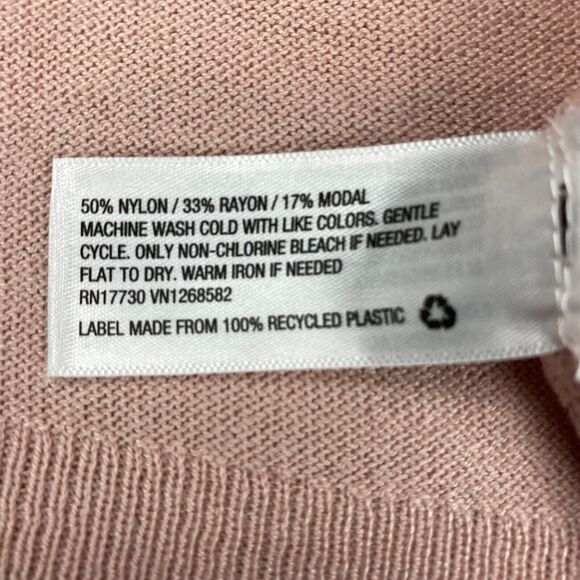 50% NYLON / 33% RAYON / 17% MODAL
MACHINE WASH COLD WITH LIKE COLORS. GENTLE
CYCLE. ONLY NON-CHLORINE BLEACH IF NEEDED. LAY
FLAT TO DRY. WARM IRON IF NEEDED
RN17730 VN1268582
LABEL MADE FROM 100% RECYCLED PLASTIC